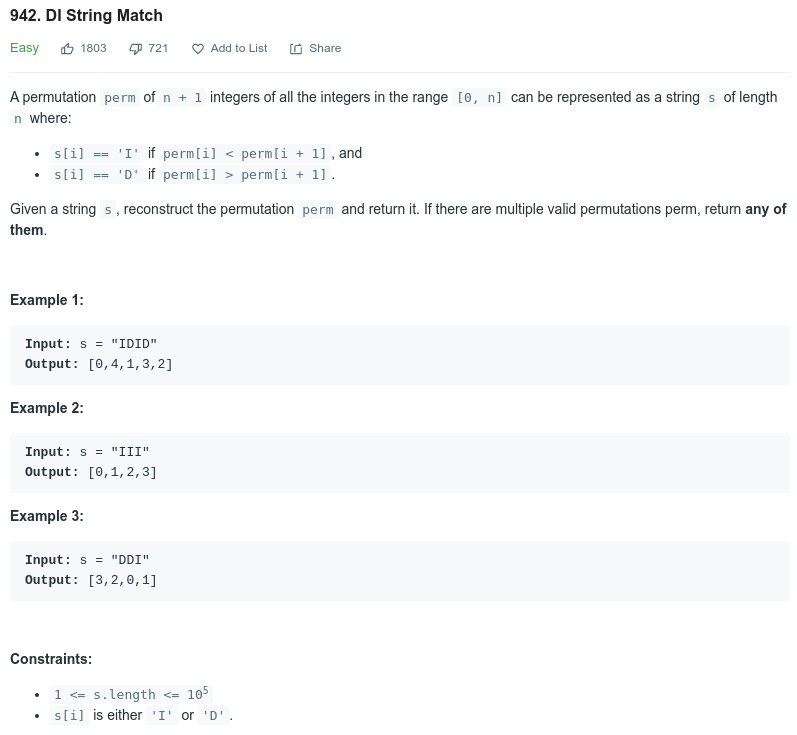 942. DI String Match
Easy 1803 721 Add to List Share
A permutation perm of n + 1 integers of all the integers in the range [0, n] can be represented as a string s of length
n where:
• s[i] == 'I' if perm[i] < perm[i + 1], and
• s[i] == 'D' if perm[i] > perm[i + 1].
Given a string s, reconstruct the permutation perm and return it. If there are multiple valid permutations perm, return any of
them.
Example 1:
Input: s = "IDID"
Output: [0,4,1,3,2]
Example 2:
Input: s = "III"
Output: [0,1,2,3]
Example 3:
Input: s = "DDI"
Output: [3,2,0,1]
Constraints:
• 1 <= s.length <= 10⁵
• s[i] is either 'I' or 'D'.